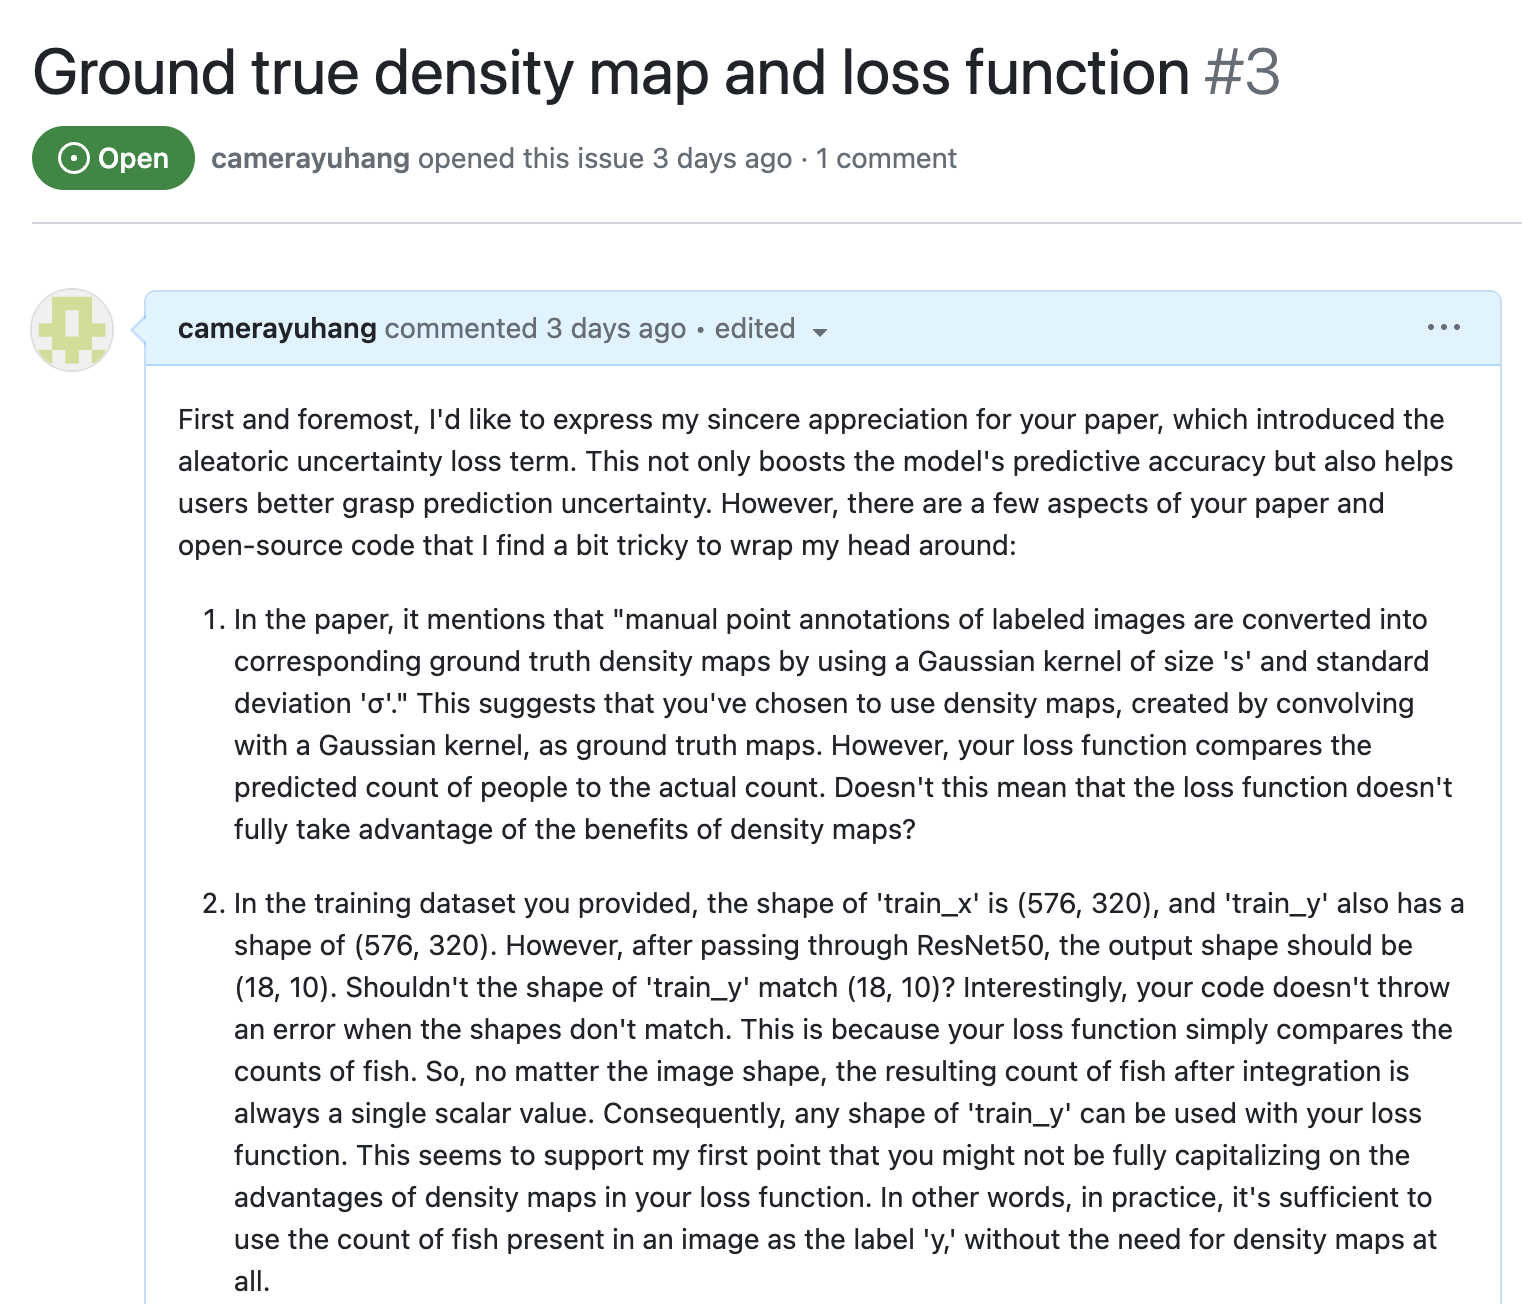 Ground true density map and loss function #3
Open camerayuhang opened this issue 3 days ago · 1 comment
camerayuhang commented 3 days ago • edited
First and foremost, I'd like to express my sincere appreciation for your paper, which introduced the
aleatoric uncertainty loss term. This not only boosts the model's predictive accuracy but also helps
users better grasp prediction uncertainty. However, there are a few aspects of your paper and
open-source code that I find a bit tricky to wrap my head around:
1. In the paper, it mentions that "manual point annotations of labeled images are converted into
corresponding ground truth density maps by using a Gaussian kernel of size 's' and standard
deviation 'σ'." This suggests that you've chosen to use density maps, created by convolving
with a Gaussian kernel, as ground truth maps. However, your loss function compares the
predicted count of people to the actual count. Doesn't this mean that the loss function doesn't
fully take advantage of the benefits of density maps?
2. In the training dataset you provided, the shape of 'train_x' is (576, 320), and 'train_y' also has a
shape of (576, 320). However, after passing through ResNet50, the output shape should be
(18, 10). Shouldn't the shape of 'train_y' match (18, 10)? Interestingly, your code doesn't throw
an error when the shapes don't match. This is because your loss function simply compares the
counts of fish. So, no matter the image shape, the resulting count of fish after integration is
always a single scalar value. Consequently, any shape of 'train_y' can be used with your loss
function. This seems to support my first point that you might not be fully capitalizing on the
advantages of density maps in your loss function. In other words, in practice, it's sufficient to
use the count of fish present in an image as the label 'y,' without the need for density maps at
all.